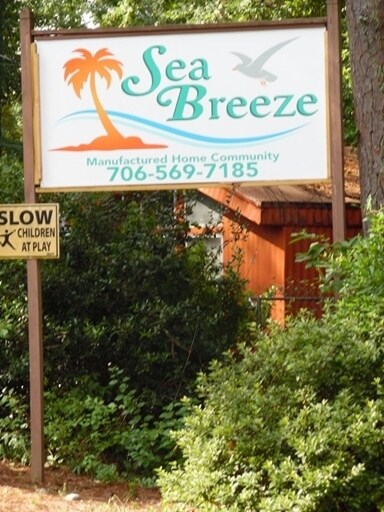 Sea
Breeze
Manufactured Home Community
706-569-7185
SLOW
CHILDREN
AT PLAY